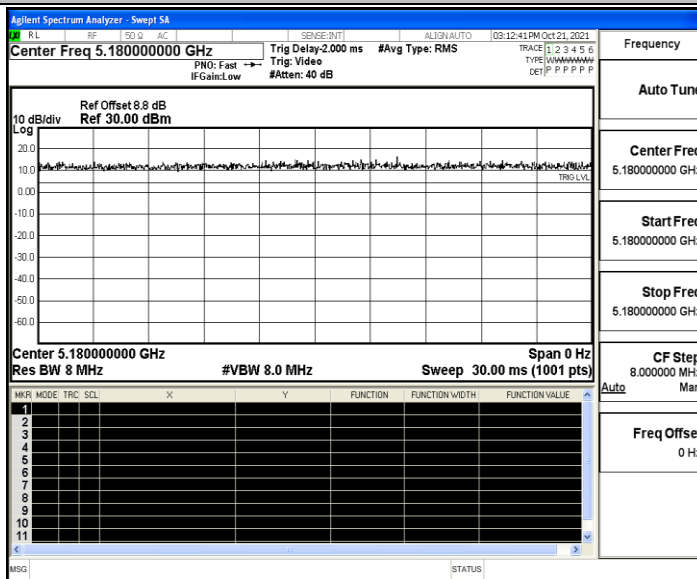 Agilent Spectrum Analyzer - Swept SA
LXI RL RF 50 Ω AC SENSE:INT ALIGN AUTO 03:12:41 PM Oct 21, 2021
Center Freq 5.180000000 GHz
PNO: Fast
IFGain:Low
Trig Delay-2.000 ms
Trig: Video
#Atten: 40 dB
#Avg Type: RMS
TRACE 1 2 3 4 5 6
TYPE
DET P P P P P P
Frequency
Auto Tune
Center Freq
5.180000000 GHz
Start Freq
5.180000000 GHz
Stop Freq
5.180000000 GHz
CF Step
8.000000 MHz
Auto Man
Freq Offset
0 Hz
Ref Offset 8.8 dB
10 dB/div Ref 30.00 dBm
Log
20.0
10.0
TRIG LVL
0.00
-10.0
-20.0
-30.0
-40.0
-50.0
-60.0
Center 5.180000000 GHz Span 0 Hz
Res BW 8 MHz #VBW 8.0 MHz Sweep 30.00 ms (1001 pts)
MKR MODE TRC SCL X Y FUNCTION FUNCTION WIDTH FUNCTION VALUE
1
2
3
4
5
6
7
8
9
10
11
MSG STATUS